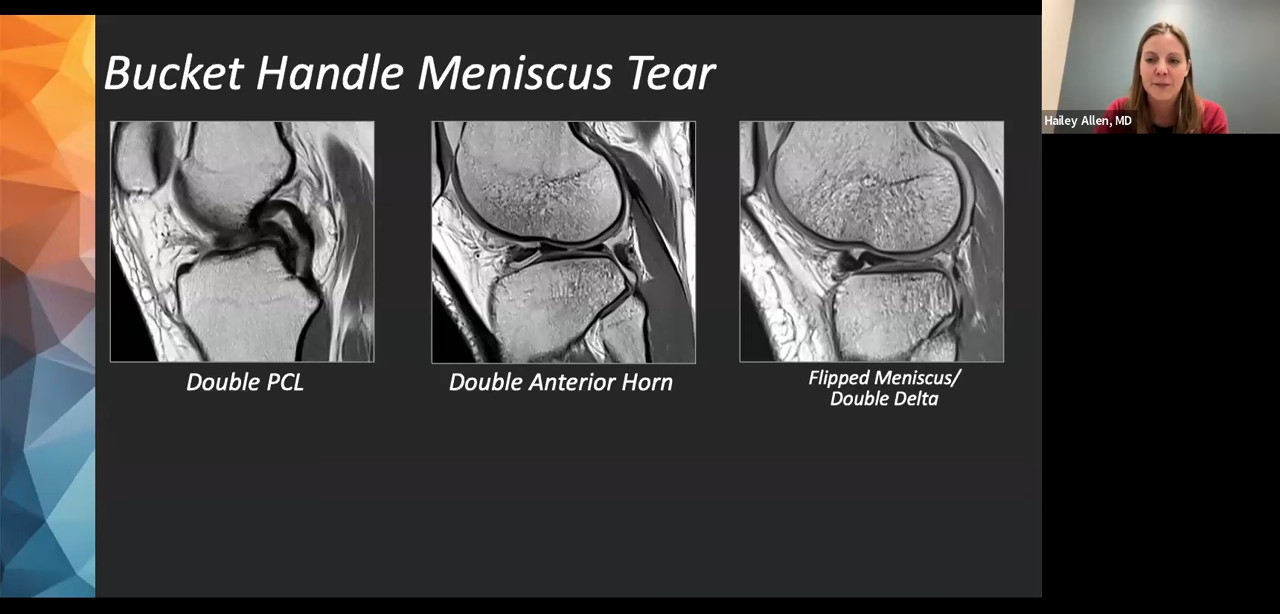 Bucket Handle Meniscus Tear
Hailey Allen, MD
Double PCL
Double Anterior Horn
Flipped Meniscus/
Double Delta